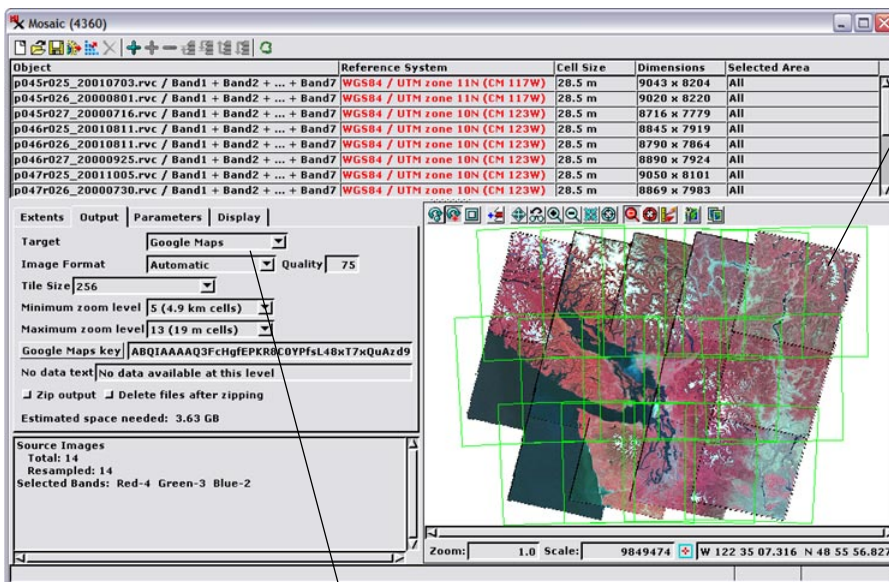 Mosaic (4360)
Object Reference System Cell Size Dimensions Selected Area
p045r025_20010703.rvc / Band1 + Band2 + ... + Band7 WGS84 / UTM zone 11N (CM 117W) 28.5 m 9043 x 8204 All
p045r026_20000801.rvc / Band1 + Band2 + ... + Band7 WGS84 / UTM zone 11N (CM 117W) 28.5 m 9020 x 8220 All
p045r027_20000716.rvc / Band1 + Band2 + ... + Band7 WGS84 / UTM zone 10N (CM 123W) 28.5 m 8716 x 7779 All
p046r025_20010811.rvc / Band1 + Band2 + ... + Band7 WGS84 / UTM zone 10N (CM 123W) 28.5 m 8845 x 7919 All
p046r026_20010811.rvc / Band1 + Band2 + ... + Band7 WGS84 / UTM zone 10N (CM 123W) 28.5 m 8790 x 7864 All
p046r027_20000925.rvc / Band1 + Band2 + ... + Band7 WGS84 / UTM zone 10N (CM 123W) 28.5 m 8890 x 7924 All
p047r025_20011005.rvc / Band1 + Band2 + ... + Band7 WGS84 / UTM zone 10N (CM 123W) 28.5 m 9050 x 8101 All
p047r026_20000730.rvc / Band1 + Band2 + ... + Band7 WGS84 / UTM zone 10N (CM 123W) 28.5 m 8869 x 7983 All
Extents Output Parameters Display
Target Google Maps
Image Format Automatic Quality 75
Tile Size 256
Minimum zoom level 5 (4.9 km cells)
Maximum zoom level 13 (19 m cells)
Google Maps key ABQIAAAAQ3FcHgfEPKR8C0YPfsL48xT7xQuAzd9
No data text No data available at this level
Zip output Delete files after zipping
Estimated space needed: 3.63 GB
Source Images
Total: 14
Resampled: 14
Selected Bands: Red-4 Green-3 Blue-2
Zoom: 1.0 Scale: 9849474 W 122 35 07.316 N 48 55 56.827